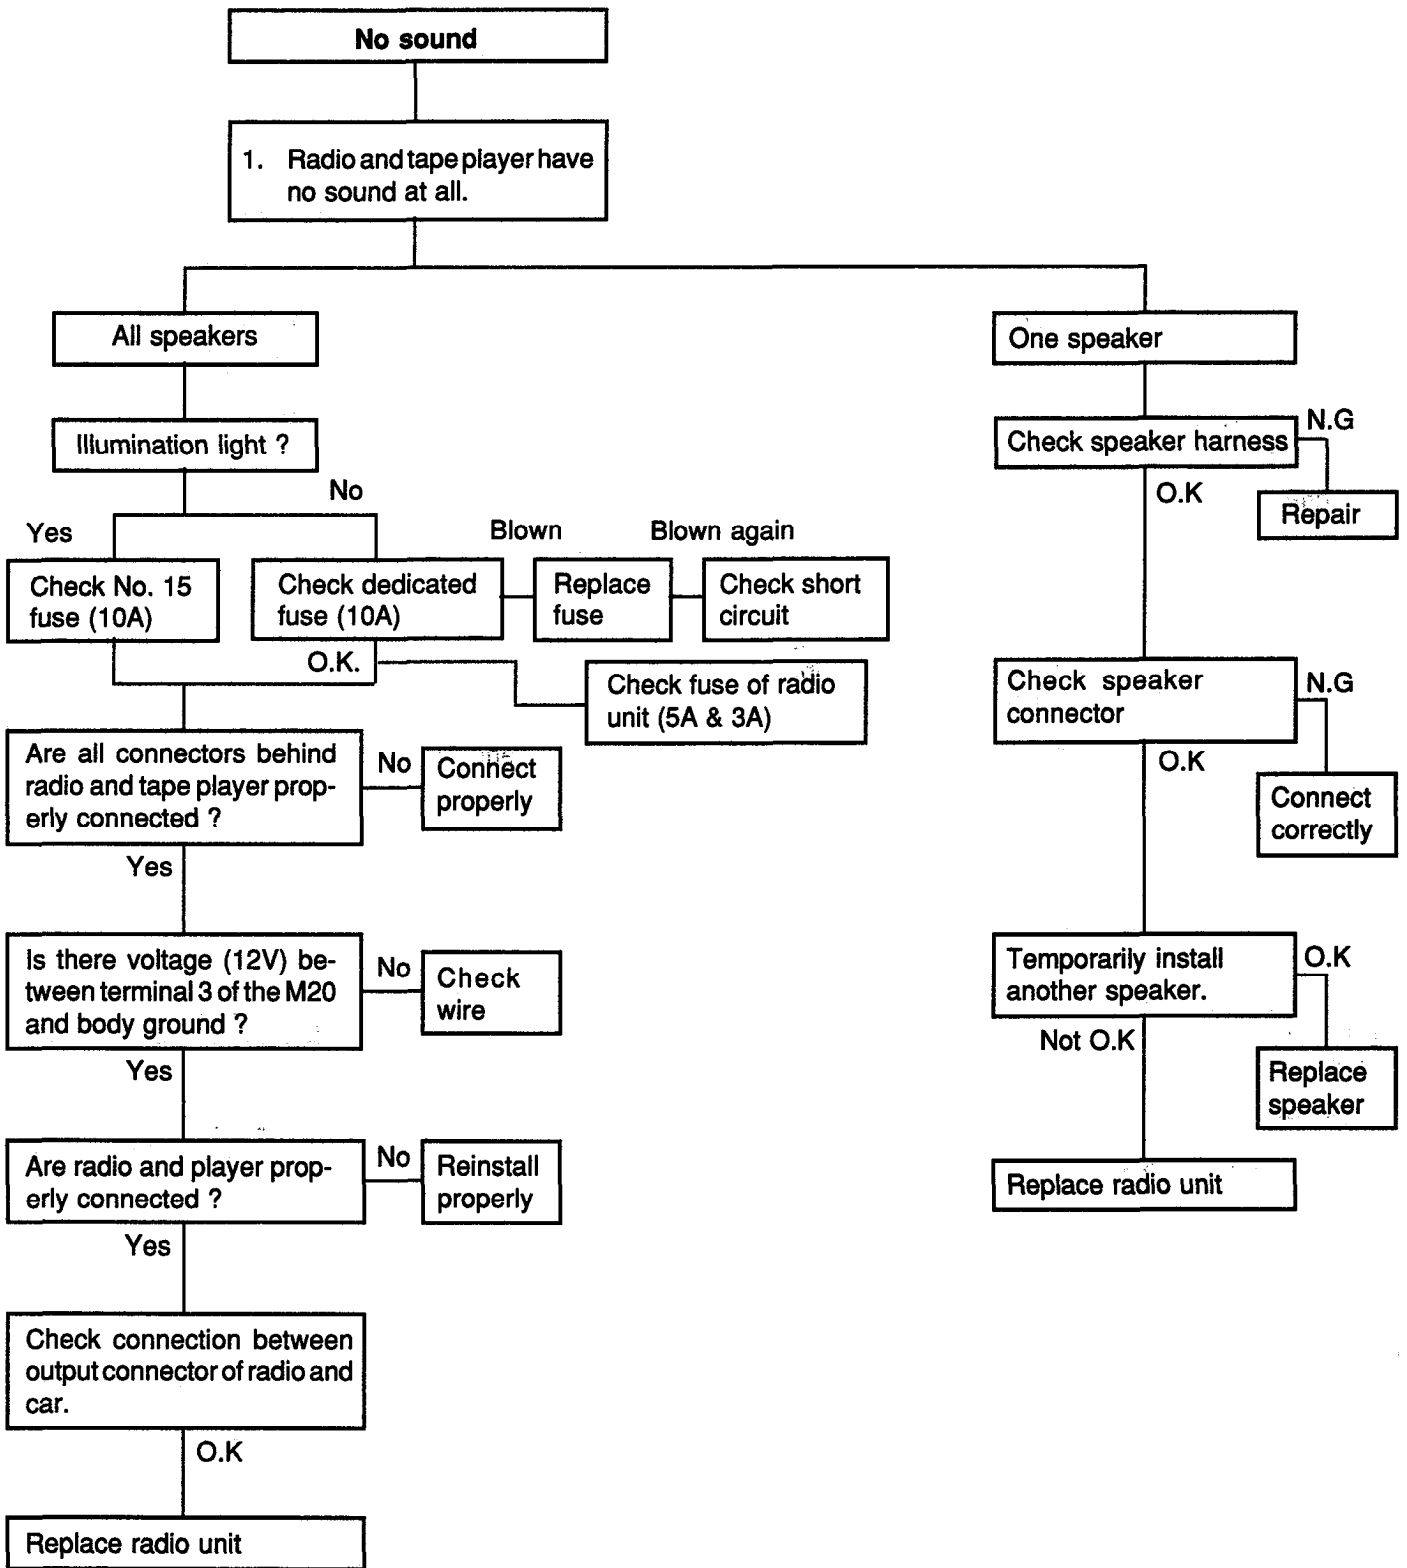 No sound
1. Radio and tape player have
no sound at all.
All speakers
Illumination light ?
Yes
No
Check No. 15
fuse (10A)
Check dedicated
fuse (10A)
Blown
Replace
fuse
Blown again
Check short
circuit
O.K.
Check fuse of radio
unit (5A & 3A)
Are all connectors behind
radio and tape player prop-
erly connected ?
No
Connect
properly
Yes
Is there voltage (12V) be-
tween terminal 3 of the M20
and body ground ?
No
Check
wire
Yes
Are radio and player prop-
erly connected ?
No
Reinstall
properly
Yes
Check connection between
output connector of radio and
car.
O.K
Replace radio unit
One speaker
Check speaker harness
N.G
Repair
O.K
Check speaker
connector
N.G
Connect
correctly
O.K
Temporarily install
another speaker.
O.K
Replace
speaker
Not O.K
Replace radio unit